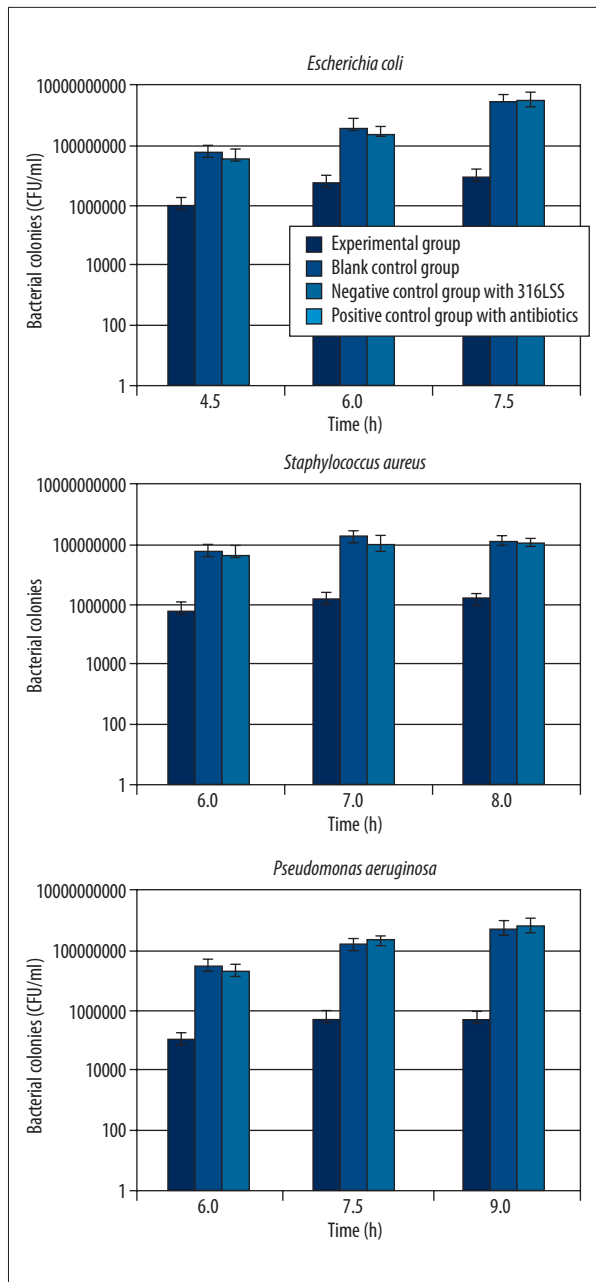 Escherichia coli
Bacterial colonies (CFU/ml)
10000000000
100000000
1000000
10000
100
1
Experimental group
Blank control group
Negative control group with 316LSS
Positive control group with antibiotics
4.5 6.0 7.5
Time (h)
Staphylococcus aureus
Bacterial colonies
10000000000
100000000
1000000
10000
100
1
6.0 7.0 8.0
Time (h)
Pseudomonas aeruginosa
Bacterial colonies (CFU/ml)
10000000000
100000000
1000000
10000
100
1
6.0 7.5 9.0
Time (h)